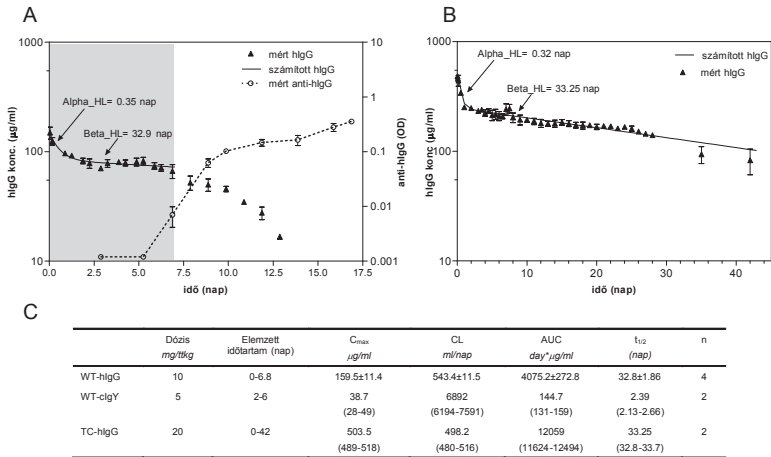 A
1000
100
10
hIgG konc. (µg/ml)
mért hIgG
számított hIgG
mért anti-hIgG
Alpha_HL= 0.35 nap
Beta_HL= 32.9 nap
10
1
0.1
0.01
0.001
anti-hIgG (OD)
0.0 2.5 5.0 7.5 10.0 12.5 15.0 17.5
idő (nap)
B
1000
100
10
hIgG konc (µg/ml)
számított hIgG
mért hIgG
Alpha_HL= 0.32 nap
Beta_HL= 33.25 nap
0 10 20 30 40
idő (nap)
C
Dózis Elemzett Cmax CL AUC t1/2 n
mg/ttkg időtartam (nap) µg/ml ml/nap day*µg/ml (nap)
WT-hIgG 10 0-6.8 159.5±11.4 543.4±11.5 4075.2±272.8 32.8±1.86 4
WT-cIgY 5 2-6 38.7 6892 144.7 2.39 2
(28-49) (6194-7591) (131-159) (2.13-2.66)
TC-hIgG 20 0-42 503.5 498.2 12059 33.25 2
(489-518) (480-516) (11624-12494) (32.8-33.7)